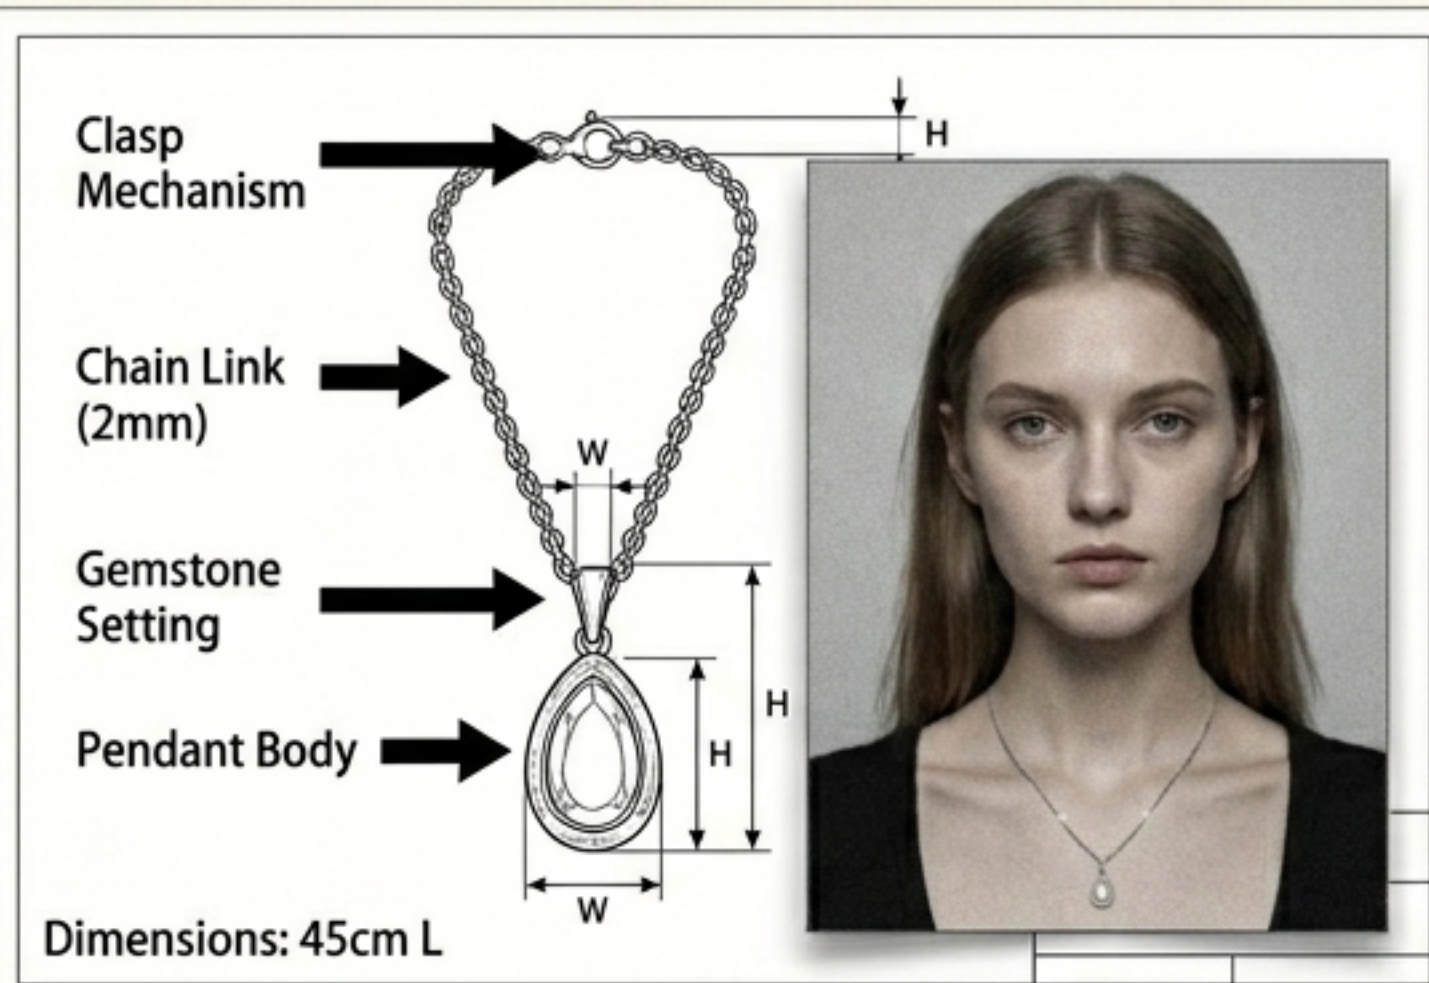 Clasp
Mechanism
H
Chain Link
(2mm)
W
Gemstone
Setting
H
Pendant Body
H
W
Dimensions: 45cm L